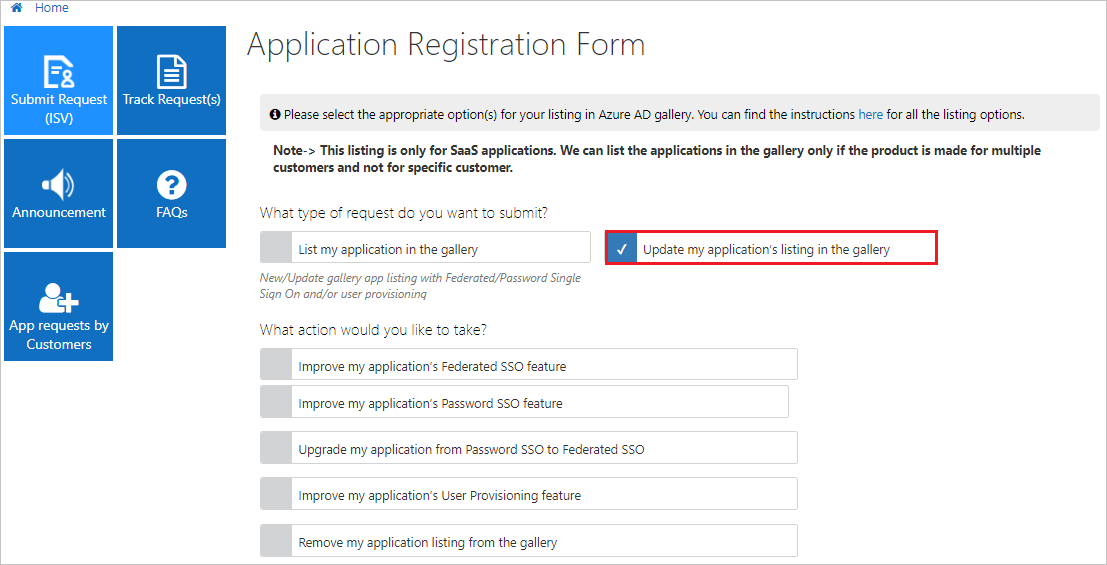 Home
Submit Request
(ISV)
Track Request(s)
Announcement
FAQs
App requests by
Customers
Application Registration Form
Please select the appropriate option(s) for your listing in Azure AD gallery. You can find the instructions here for all the listing options.
Note-> This listing is only for SaaS applications. We can list the applications in the gallery only if the product is made for multiple
customers and not for specific customer.
What type of request do you want to submit?
List my application in the gallery
Update my application's listing in the gallery
New/Update gallery app listing with Federated/Password Single
Sign On and/or user provisioning
What action would you like to take?
Improve my application's Federated SSO feature
Improve my application's Password SSO feature
Upgrade my application from Password SSO to Federated SSO
Improve my application's User Provisioning feature
Remove my application listing from the gallery